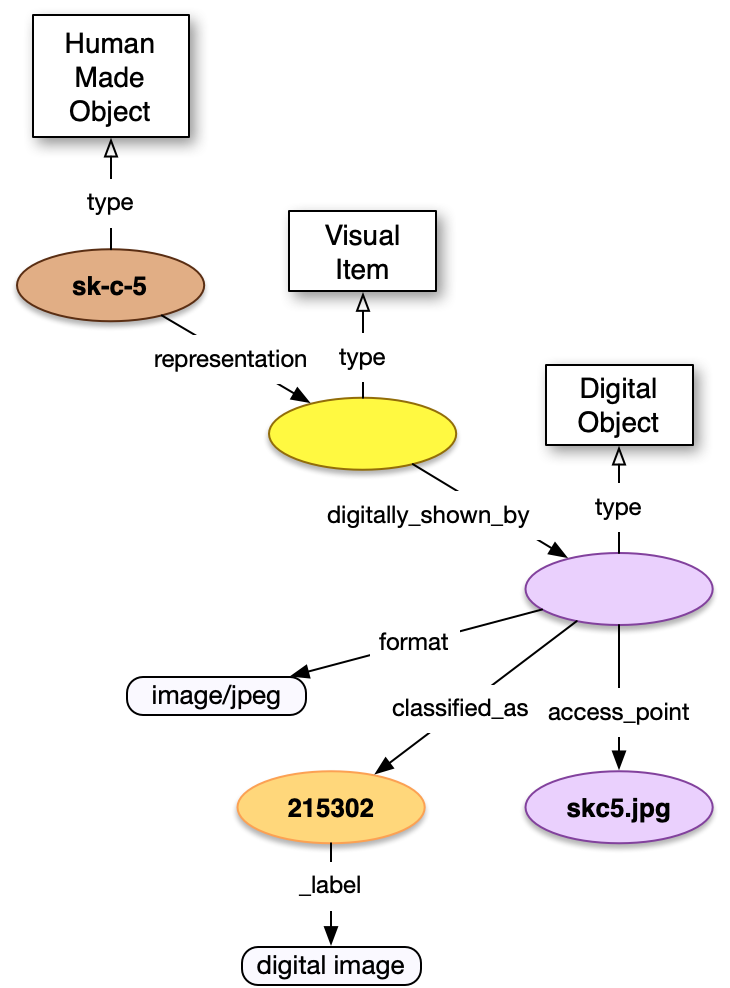 Human
Made
Object
type
sk-c-5
Visual
Item
representation
type
Digital
Object
digitally_shown_by
type
format
image/jpeg
classified_as
access_point
215302
skc5.jpg
_label
digital image